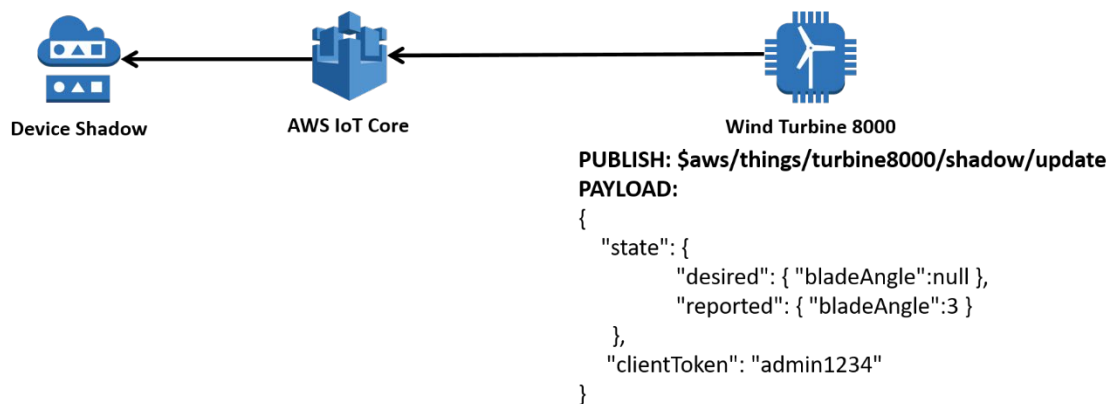 Device Shadow
AWS IoT Core
Wind Turbine 8000
PUBLISH: $aws/things/turbine8000/shadow/update
PAYLOAD:
{
"state": {
"desired": { "bladeAngle":null },
"reported": { "bladeAngle":3 }
},
"clientToken": "admin1234"
}